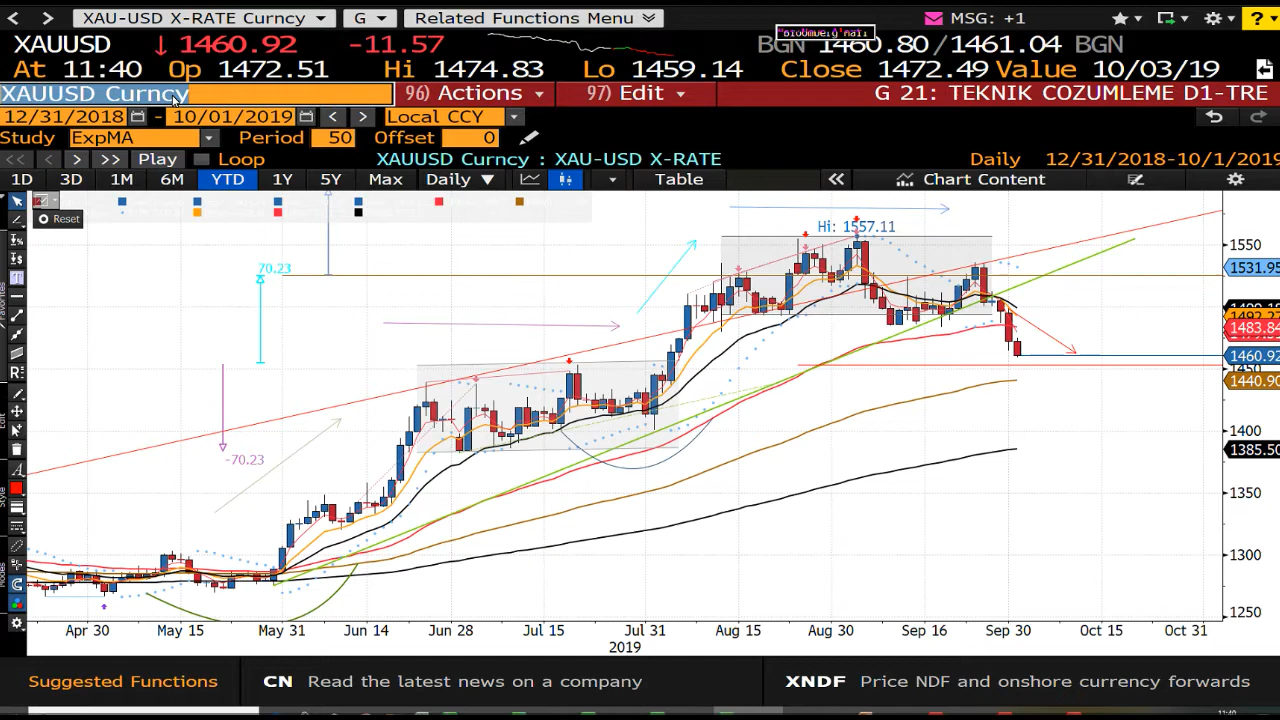 XAU-USD X-RATE Curncy G Related Functions Menu MSG: +1 ?
XAUUSD ↓ 1460.92 -11.57 BGN 1460.80/1461.04 BGN
At 11:40 Op 1472.51 Hi 1474.83 Lo 1459.14 Close 1472.49 Value 10/03/19
XAUUSD Curncy 96) Actions 97) Edit G 21: TEKNIK COZUMLEME D1-TRE
12/31/2018 - 10/01/2019 < > Local CCY
Study ExpMA Period 50 Offset 0
<< < > >> Play Loop XAUUSD Curncy : XAU-USD X-RATE Daily 12/31/2018-10/1/2019
1D 3D 1M 6M YTD 1Y 5Y Max Daily ▼ Table « Chart Content
Reset
Hi: 1557.11
70.23
-70.23
1550
1531.95
1483.84
1460.92
1450
1440.90
1400
1385.50
1350
1300
1250
Apr 30 May 15 May 31 Jun 14 Jun 28 Jul 15 Jul 31 Aug 15 Aug 30 Sep 16 Sep 30 Oct 15 Oct 31
2019
Suggested Functions CN Read the latest news on a company XNDF Price NDF and onshore currency forwards